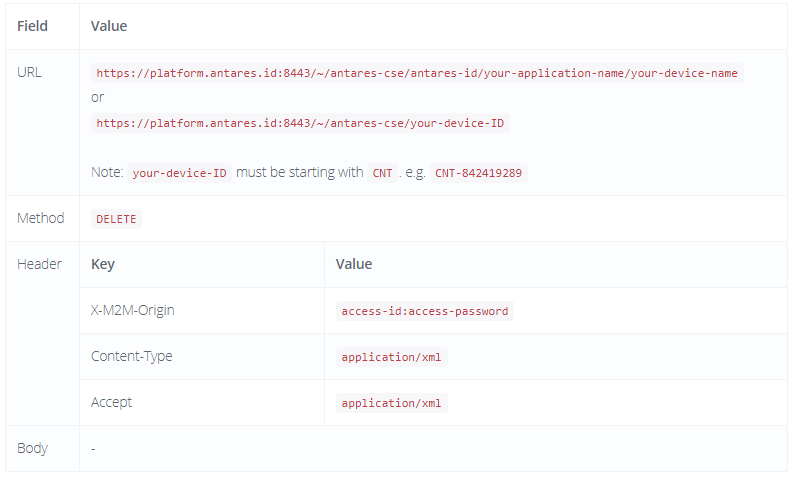 Field Value
URL https://platform.antares.id:8443/~/antares-cse/antares-id/your-application-name/your-device-name
or
https://platform.antares.id:8443/~/antares-cse/your-device-ID
Note: your-device-ID must be starting with CNT . e.g. CNT-842419289
Method DELETE
Header Key Value
X-M2M-Origin access-id:access-password
Content-Type application/xml
Accept application/xml
Body -